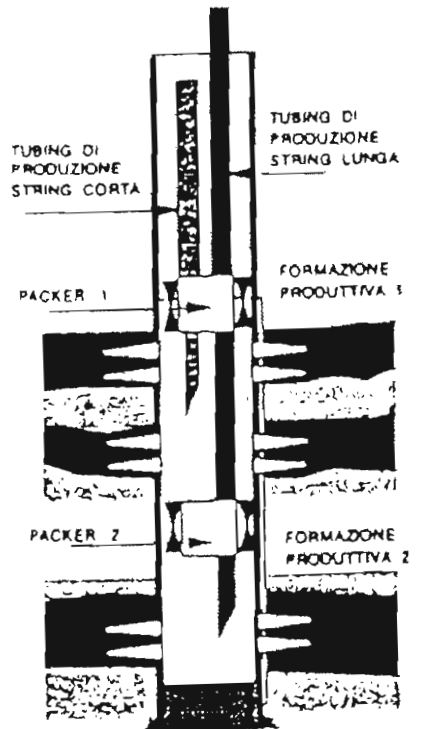 TUBING DI
PRODUZIONE
STRING LUNGA
TUBING DI
PRODUZIONE
STRING CORTA
PACKER 1
FORMAZIONE
PRODUTTIVA 1
PACKER 2
FORMAZIONE
PRODUTTIVA 2